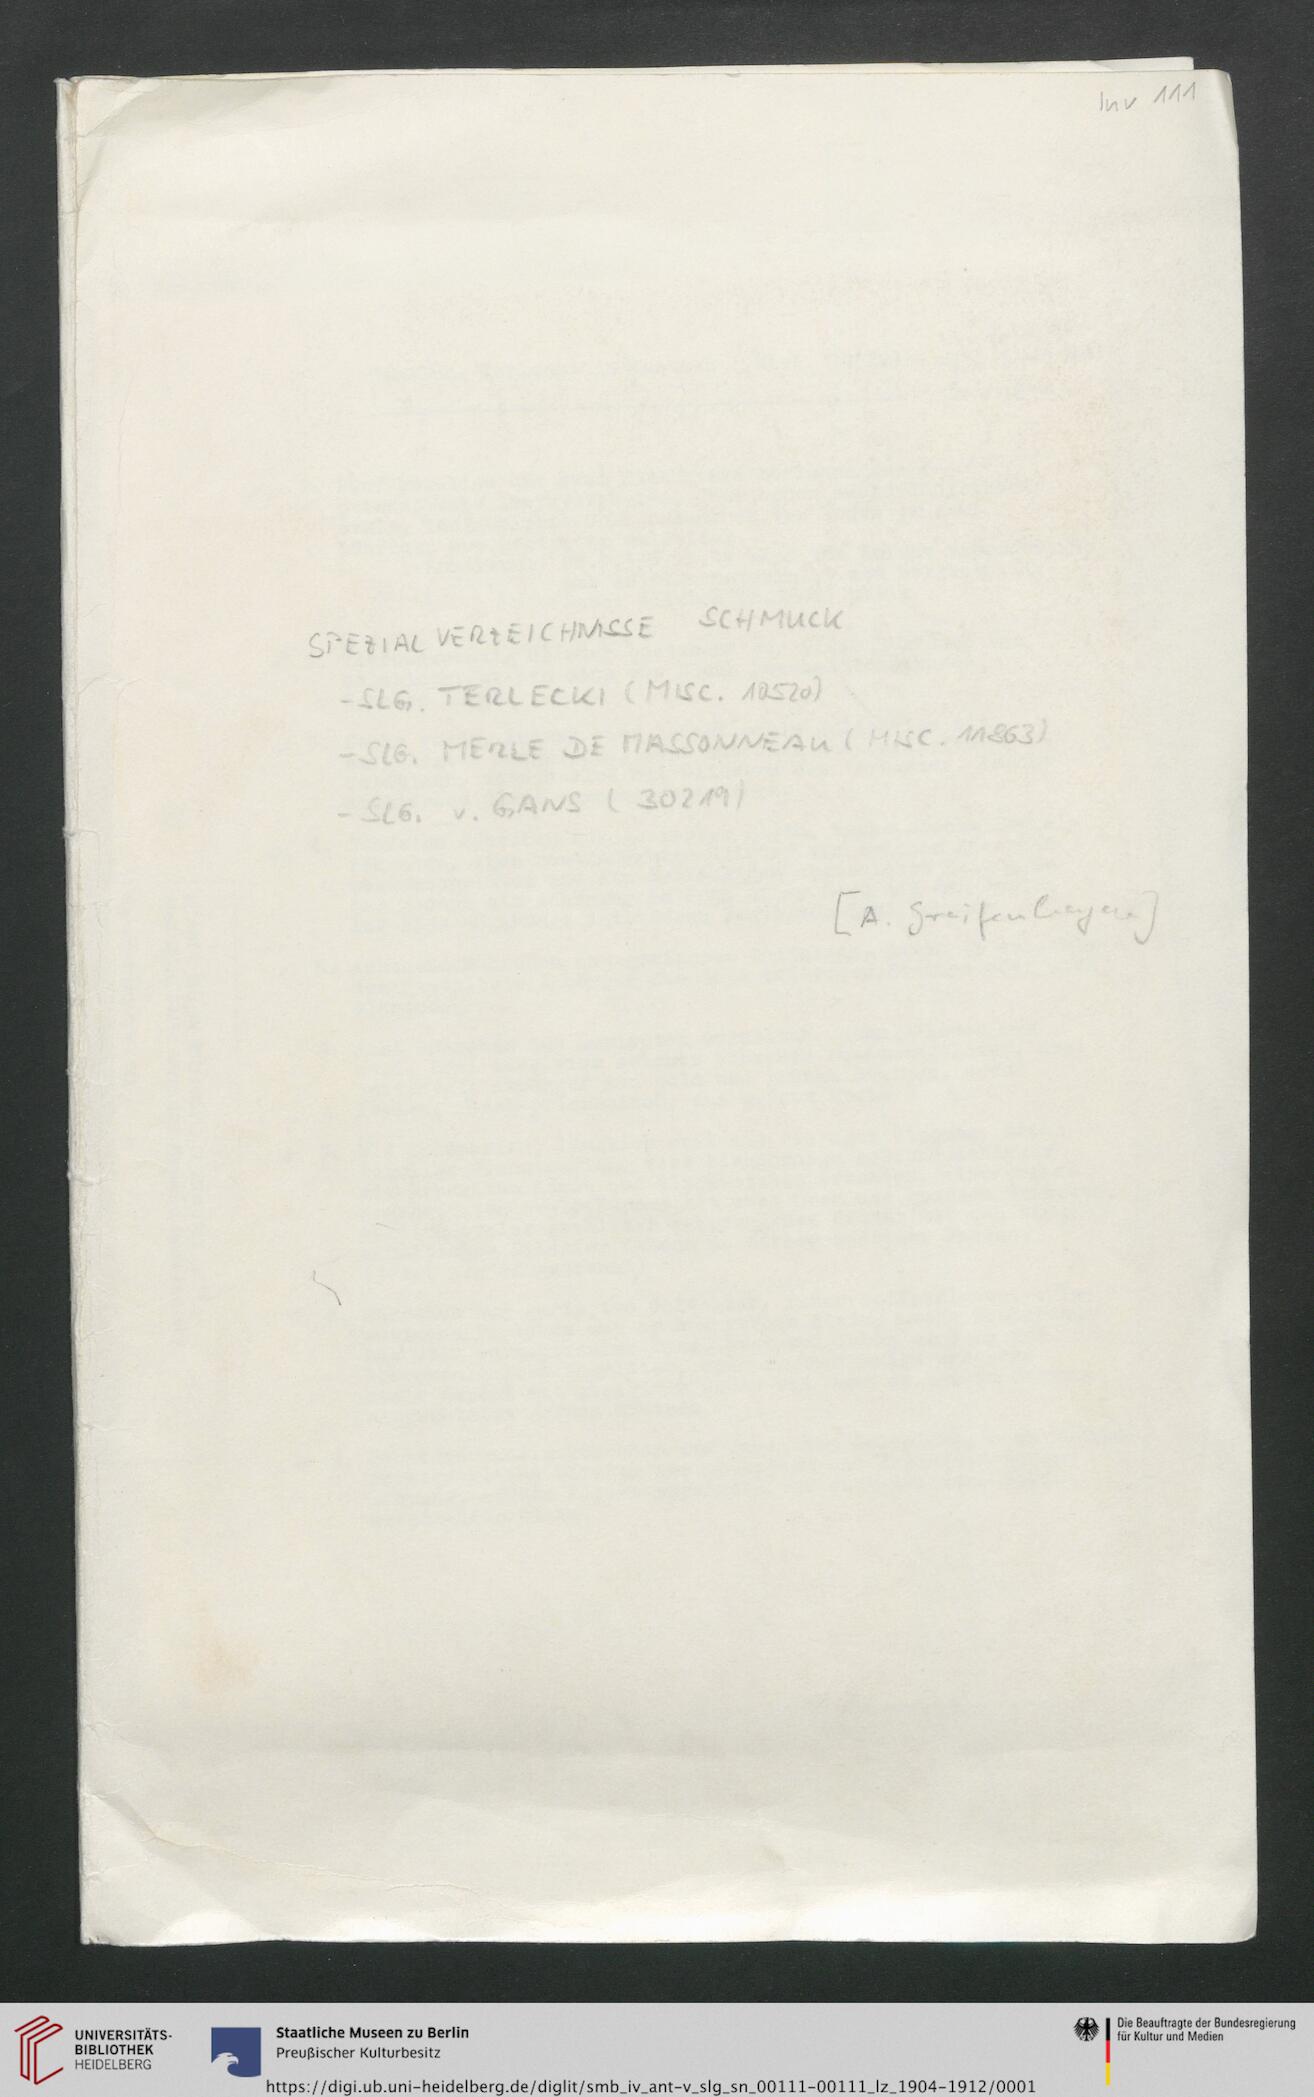 Inv 111
SPEZIALVERZEICHNISSE SCHMUCK
- SLG. TERLECKI (MISC. 10520)
- SLG. MERLE DE MASSONNEAU (MISC. 11863)
- SLG. v. GANS (30219)
[A. Greifenhagen]
UNIVERSITÄTS-
BIBLIOTHEK
HEIDELBERG
Staatliche Museen zu Berlin
Preußischer Kulturbesitz
Die Beauftragte der Bundesregierung
für Kultur und Medien
https://digi.ub.uni-heidelberg.de/diglit/smb_iv_ant-v_slg_sn_00111-00111_lz_1904-1912/0001